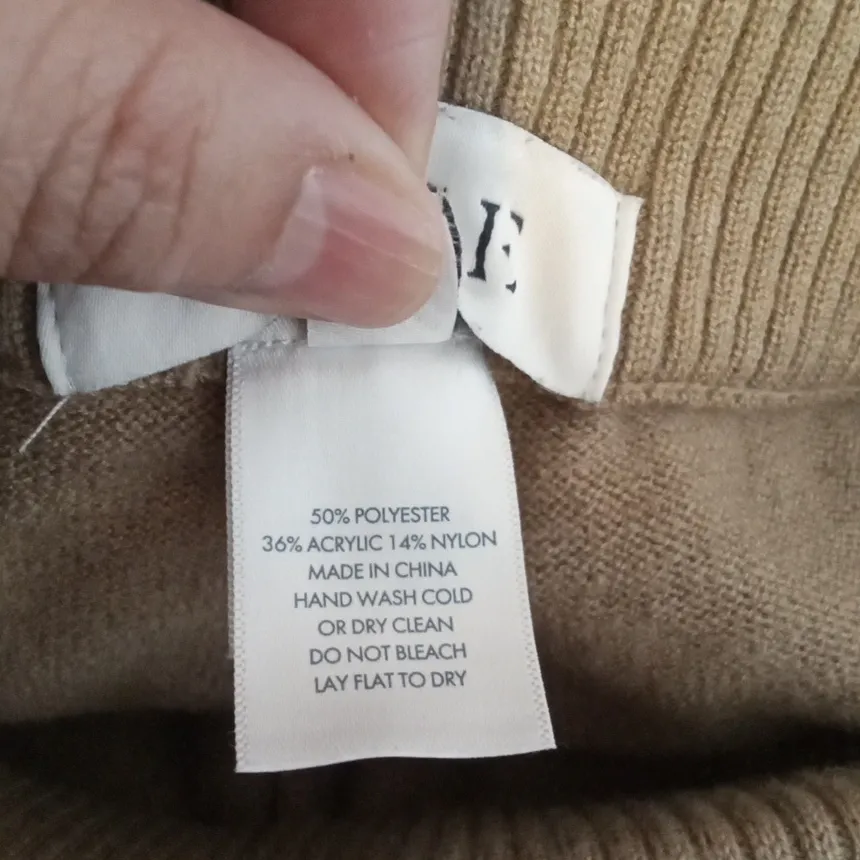 E
50% POLYESTER
36% ACRYLIC 14% NYLON
MADE IN CHINA
HAND WASH COLD
OR DRY CLEAN
DO NOT BLEACH
LAY FLAT TO DRY